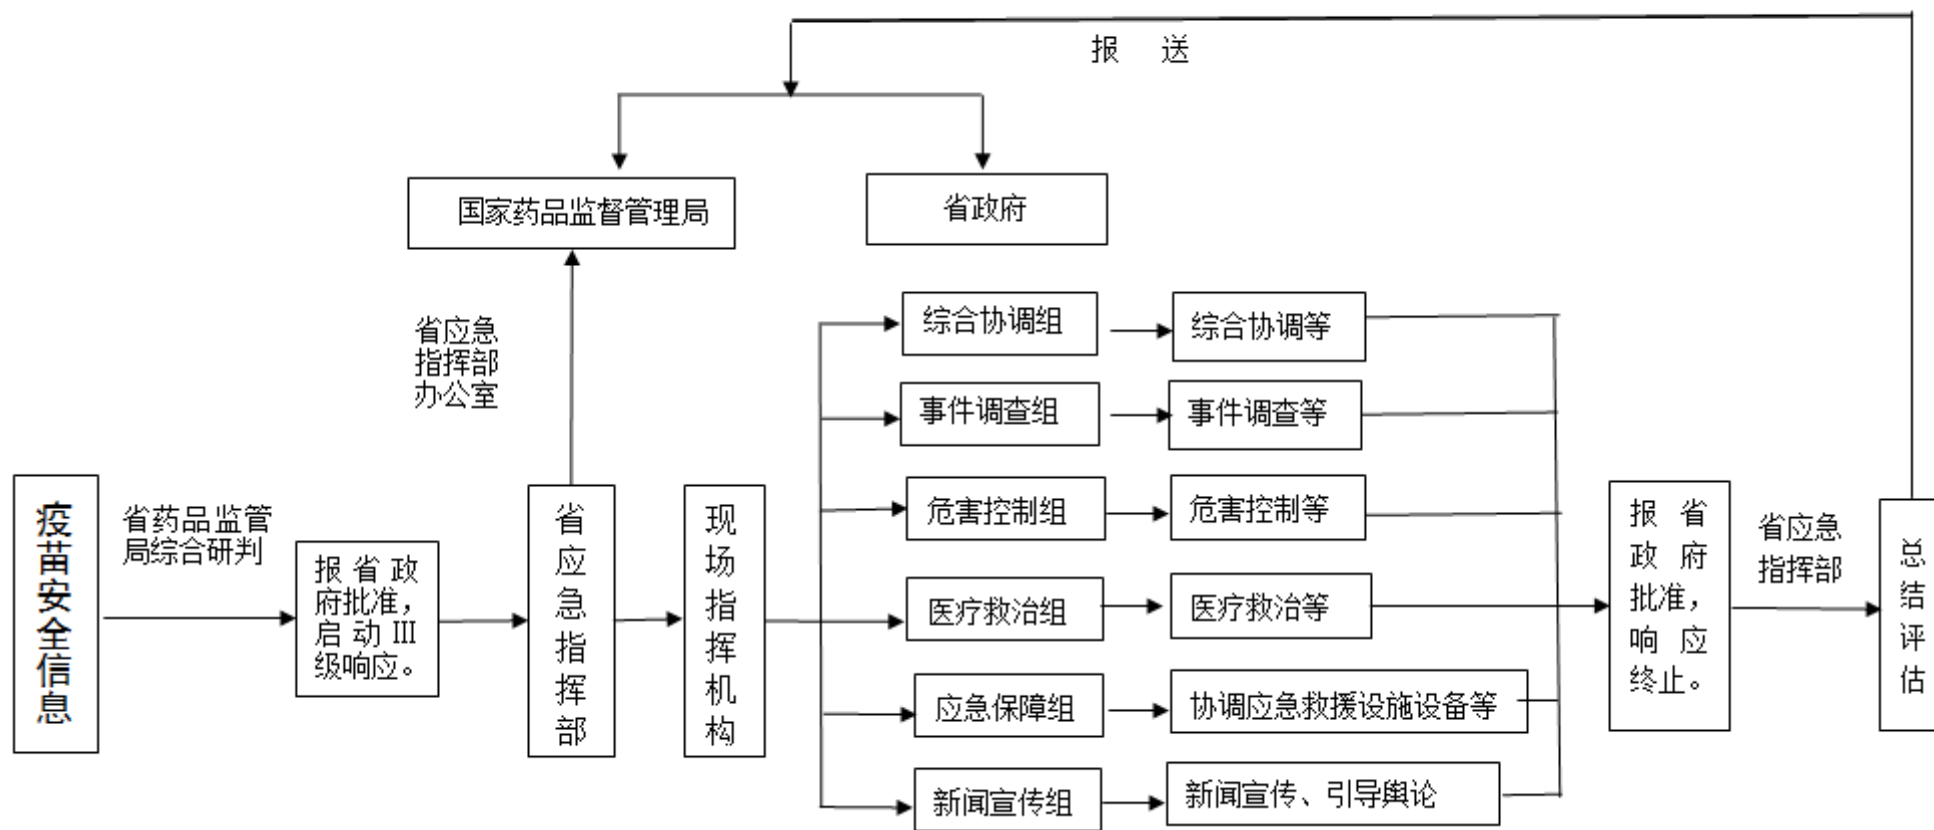 报 送
国家药品监督管理局
省政府
省应急
指挥部
办公室
疫苗安全信息
省药品监管
局综合研判
报省政
府批准，
启动III
级响应。
省应急指挥部
现场指挥机构
综合协调组
综合协调等
事件调查组
事件调查等
危害控制组
危害控制等
医疗救治组
医疗救治等
应急保障组
协调应急救援设施设备等
新闻宣传组
新闻宣传、引导舆论
报省
政府
批准，
响应
终止。
省应急
指挥部
总结评估